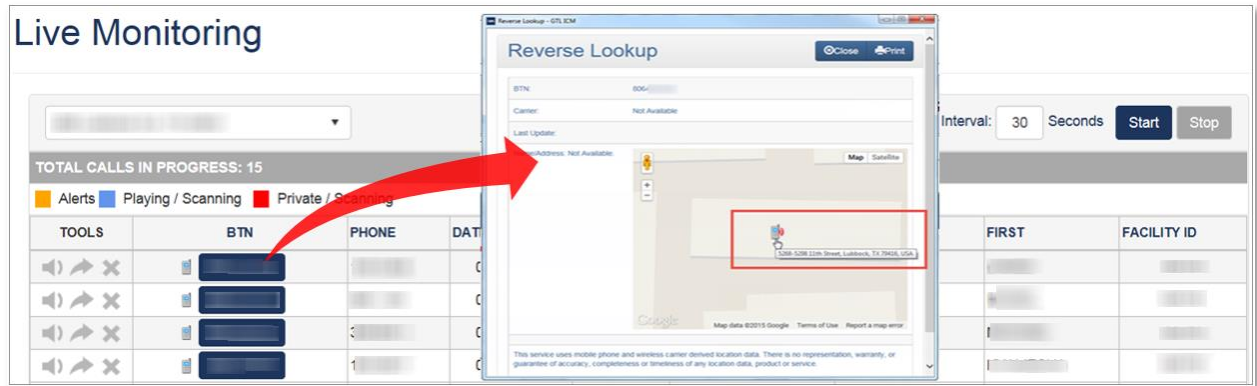 Live Monitoring
Interval: 30 Seconds Start Stop
TOTAL CALLS IN PROGRESS: 15
Alerts Playing / Scanning Private / Scanning
TOOLS BTN PHONE FIRST FACILITY ID
Reverse Lookup - GTL ICM
Reverse Lookup
Close Print
BTN:
Carrier: Not Available
Last Update:
Name/Address: Not Available
Map Satellite
5288-5298 11th Street, Lubbock, TX 79416, USA
Google
Map data ©2015 Google Terms of Use Report a map error
This service uses mobile phone and wireless carrier derived location data. There is no representation, warranty, or
guarantee of accuracy, completeness or timeliness of any location data, product or service.